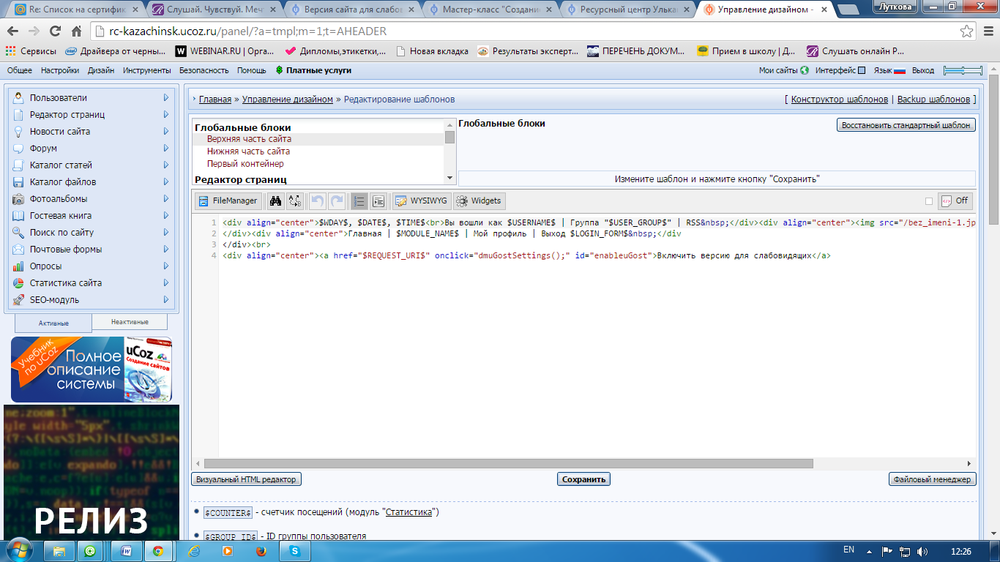 Re: Список на сертифик
Слушай. Чувствуй. Меч
Версия сайта для слабов
Мастер-класс "Создани
Ресурсный центр Улька
Управление дизайном -
Луткова
rc-kazachinsk.ucoz.ru/panel/?a=tmpl;m=1;t=AHEADER
Сервисы
Драйвера от черны...
WEBINAR.RU | Орга...
Дипломы,этикетки,...
Новая вкладка
Результаты эксперт...
ПЕРЕЧЕНЬ ДОКУМ...
Прием в школу | Д...
Слушать онлайн Р...
Общее Настройки Дизайн Инструменты Безопасность Помощь $ Платные услуги
Мои сайты Интерфейс Язык Выход
Пользователи
Редактор страниц
Новости сайта
Форум
Каталог статей
Каталог файлов
Фотоальбомы
Гостевая книга
Поиск по сайту
Почтовые формы
Опросы
Статистика сайта
SEO-модуль
Активные
Неактивные
Учебник по uCoz
Полное
описание
системы
uCoz
Создание сайтов
РЕЛИЗ
Главная » Управление дизайном » Редактирование шаблонов
[ Конструктор шаблонов | Backup шаблонов ]
Глобальные блоки
Верхняя часть сайта
Нижняя часть сайта
Первый контейнер
Редактор страниц
Глобальные блоки
Восстановить стандартный шаблон
Измените шаблон и нажмите кнопку "Сохранить"
FileManager
WYSIWYG
Widgets
Off
1 <div align="center">$WDAY$, $DATE$, $TIME$<br>Вы вошли как $USERNAME$ | Группа "$USER_GROUP$" | RSS&nbsp;</div><div align="center"><img src="/bez_imeni-1.jp
2 </div><div align="center">Главная | $MODULE_NAME$ | Мой профиль | Выход $LOGIN_FORM$&nbsp;</div
3 </div><br>
4 <div align="center"><a href="$REQUEST_URI$" onclick="dmuGostSettings();" id="enableuGost">Включить версию для слабовидящих</a>
Визуальный HTML редактор
Сохранить
Файловый менеджер
$COUNTER$ - счетчик посещений (модуль "Статистика")
$GROUP_ID$ - ID группы пользователя
EN
12:26